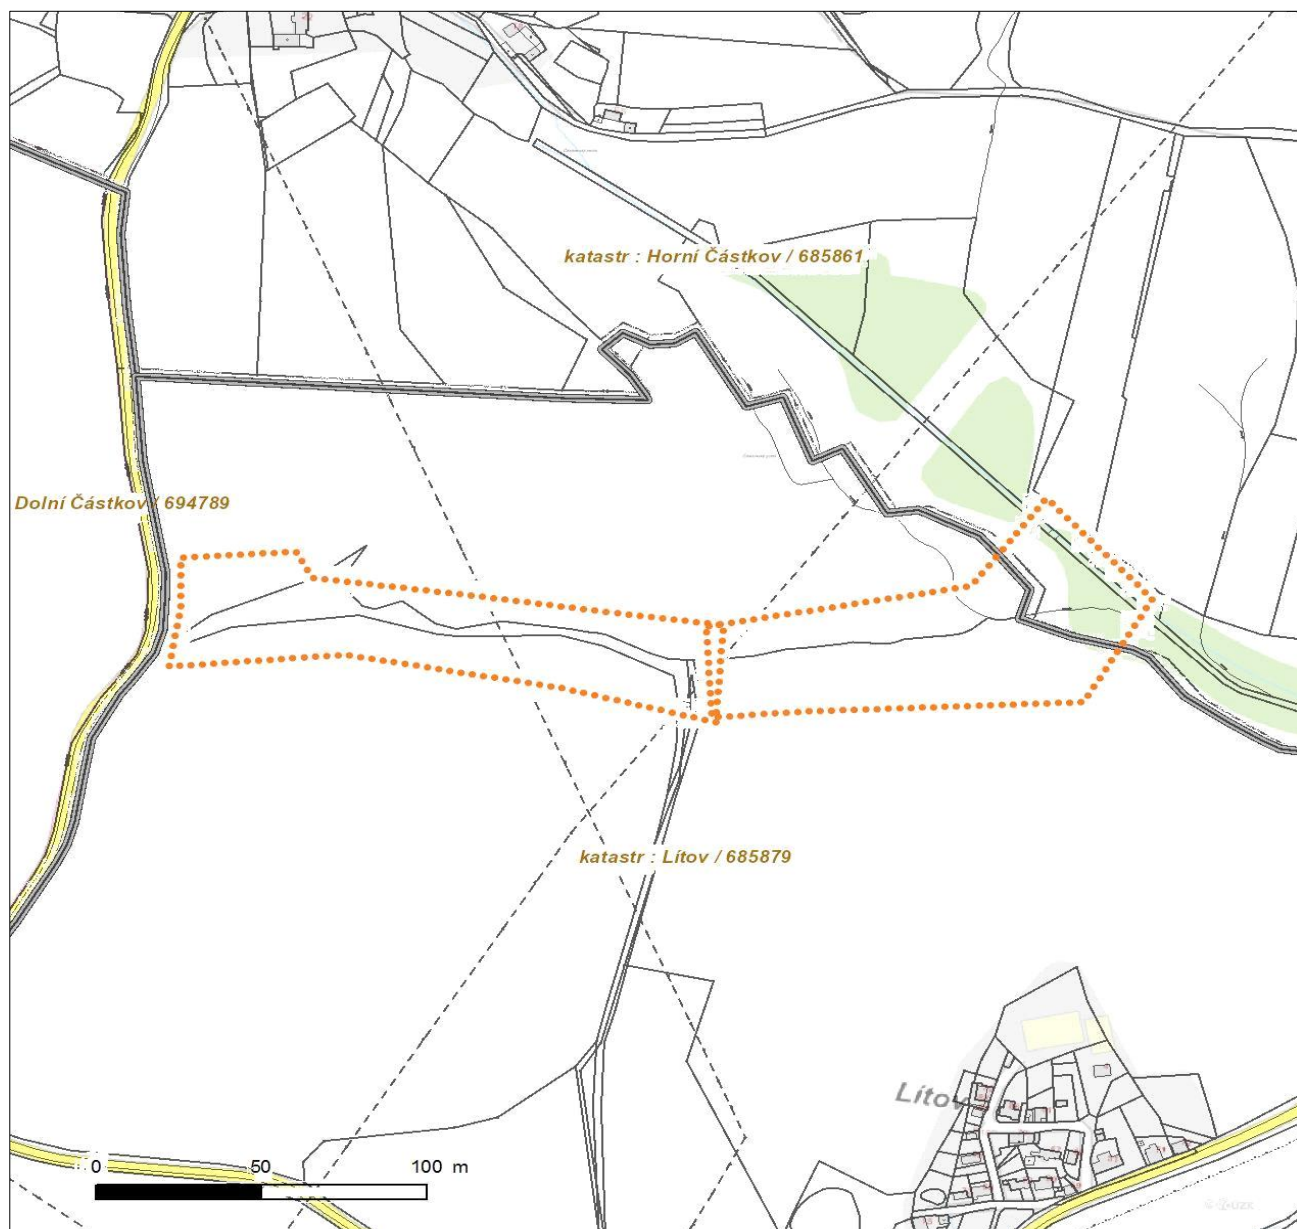 katastr : Horní Částkov / 685861
Dolní Částkov / 694789
katastr : Lítov / 685879
Lítov
0 50 100 m